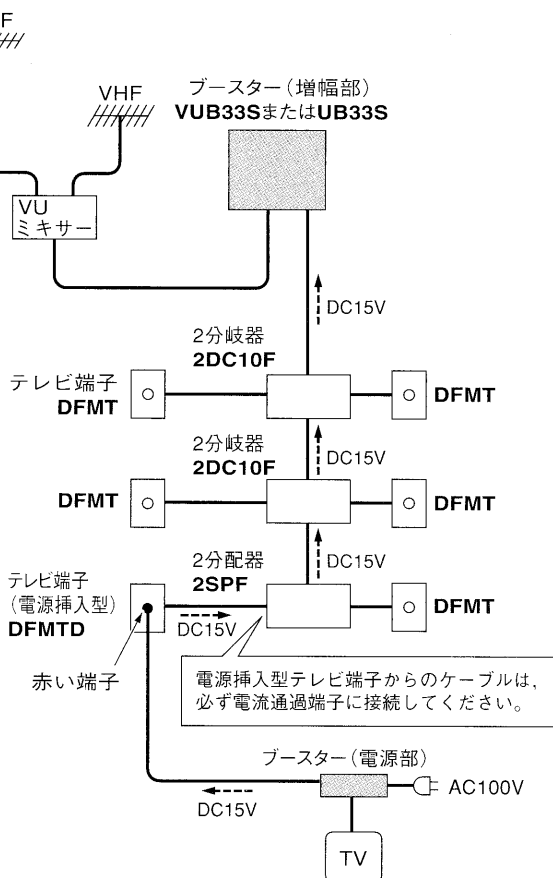 F
VHF
ブースター（増幅部）
VUB33SまたはUB33S
VU
ミキサー
DC15V
2分岐器
2DC10F
テレビ端子
DFMT
DFMT
DC15V
2分岐器
2DC10F
DFMT
DFMT
DC15V
2分配器
2SPF
テレビ端子
（電源挿入型）
DFMTD
DFMT
DC15V
赤い端子
電源挿入型テレビ端子からのケーブルは，
必ず電流通過端子に接続してください。
ブースター（電源部）
AC100V
DC15V
TV